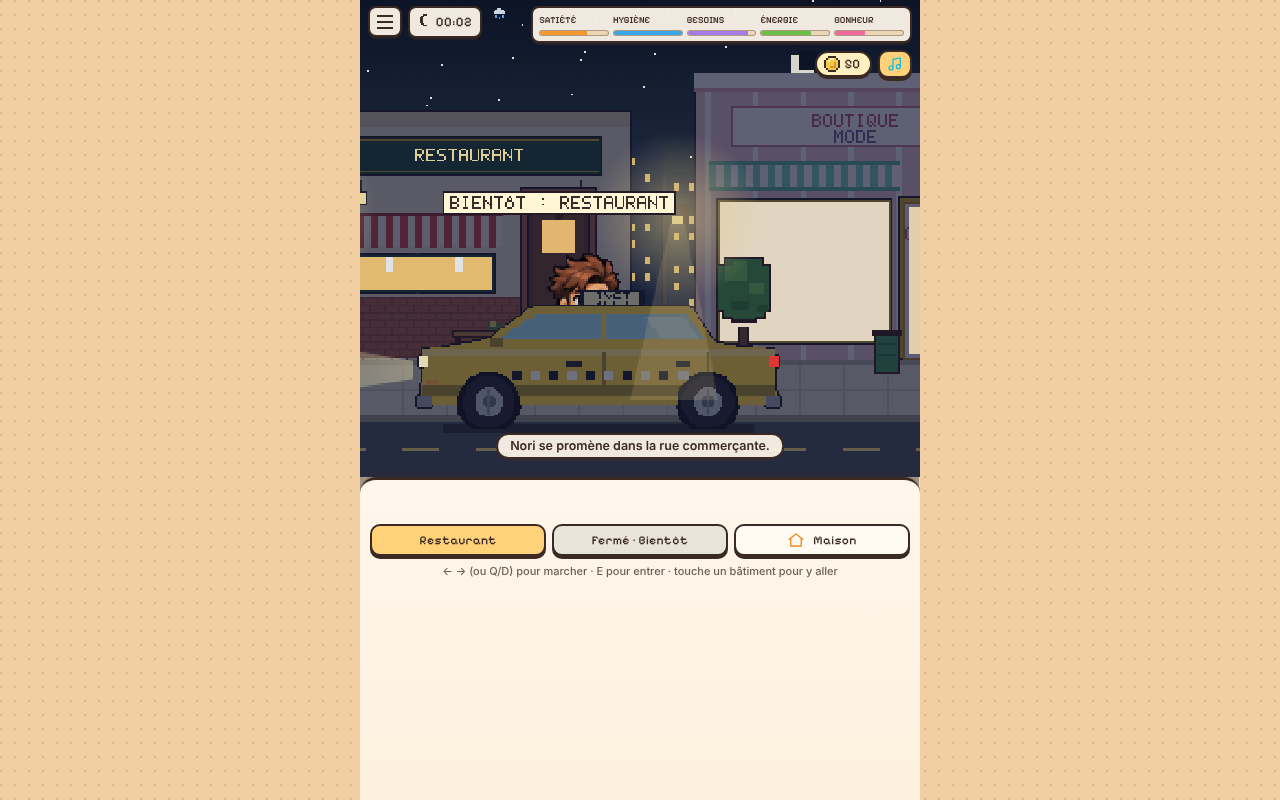 00:08
SATIÉTÉ
HYGIÈNE
BESOINS
ÉNERGIE
BONHEUR
80
BOUTIQUE
MODE
RESTAURANT
BIENTôT : RESTAURANT
Nori se promène dans la rue commerçante.
Restaurant
Fermé · Bientôt
Maison
← → (ou Q/D) pour marcher · E pour entrer · touche un bâtiment pour y aller